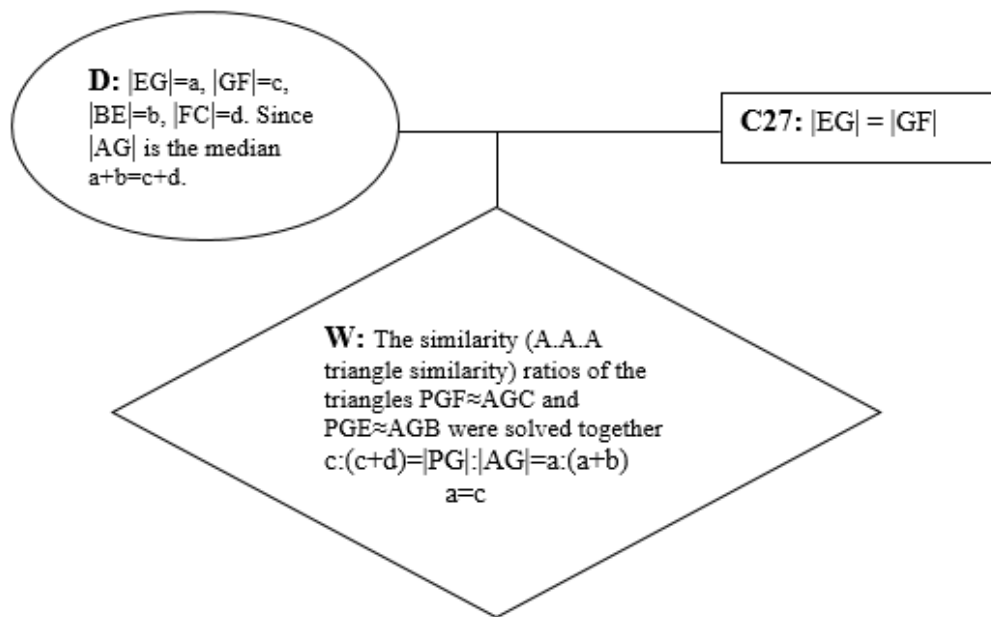 D: |EG|=a, |GF|=c,
|BE|=b, |FC|=d. Since
|AG| is the median
a+b=c+d.
C27: |EG| = |GF|
W: The similarity (A.A.A
triangle similarity) ratios of the
triangles PGF≈AGC and
PGE≈AGB were solved together
c:(c+d)=|PG|:|AG|=a:(a+b)
a=c